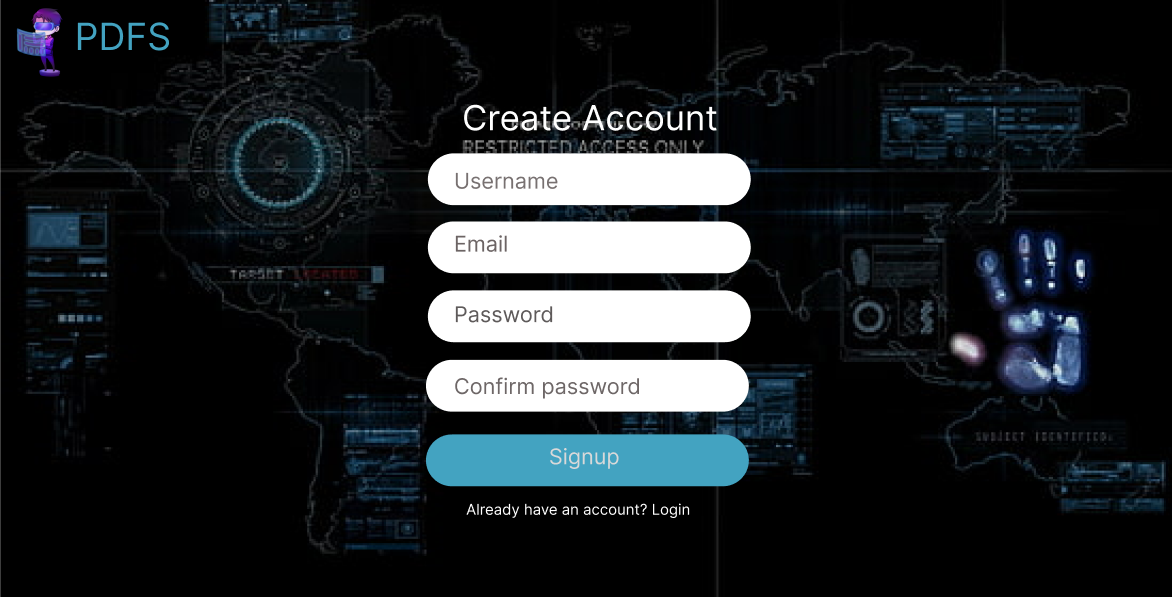 PDFS
Create Account
RESTRICTED ACCESS ONLY
Username
Email
TARGET LOCATED
Password
Confirm password
SUBJECT IDENTIFIED:
Signup
Already have an account? Login